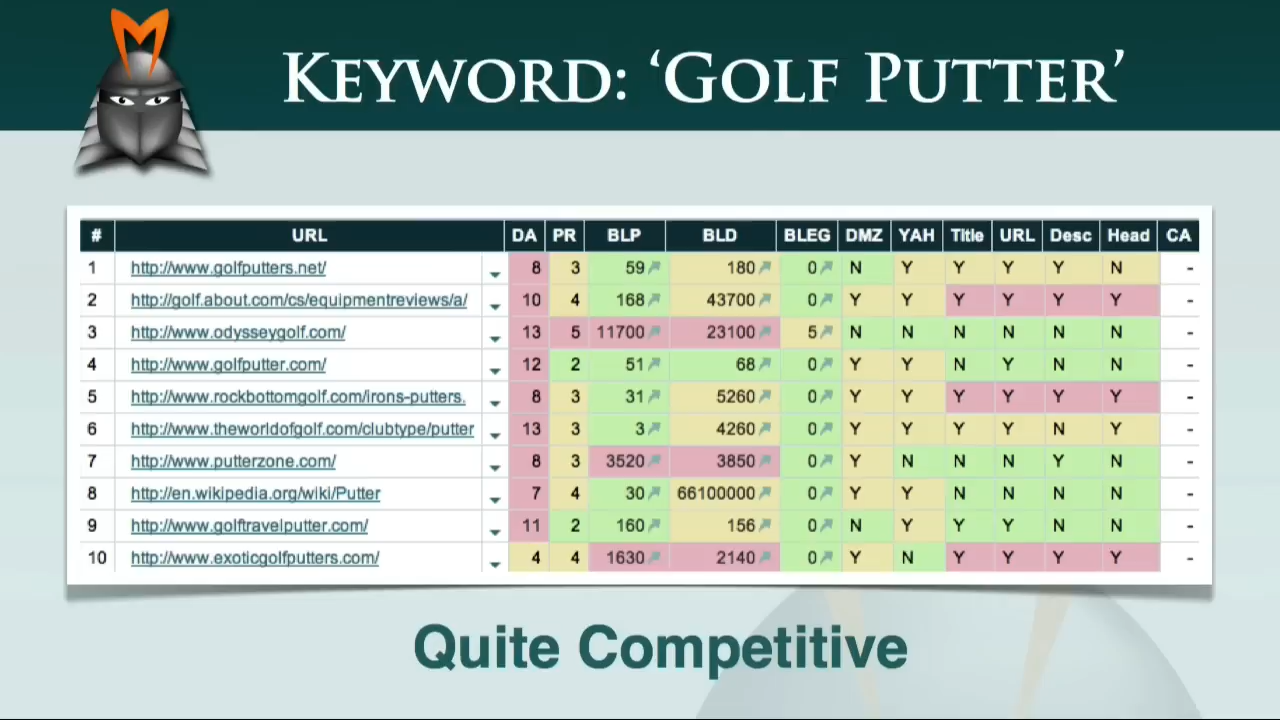 KEYWORD: ‘GOLF PUTTER’
# URL DA PR BLP BLD BLEG DMZ YAH Title URL Desc Head CA
1 http://www.golfputters.net/ 8 3 59 180 0 N Y Y Y Y N -
2 http://golf.about.com/cs/equipmentreviews/a/ 10 4 168 43700 0 Y Y Y Y Y Y -
3 http://www.odysseygolf.com/ 13 5 11700 23100 5 N N N N N N -
4 http://www.golfputter.com/ 12 2 51 68 0 Y Y N Y N N -
5 http://www.rockbottomgolf.com/irons-putters. 8 3 31 5260 0 Y Y Y Y Y Y -
6 http://www.theworldofgolf.com/clubtype/putter 13 3 3 4260 0 Y Y Y Y N Y -
7 http://www.putterzone.com/ 8 3 3520 3850 0 Y N N N Y N -
8 http://en.wikipedia.org/wiki/Putter 7 4 30 66100000 0 Y Y N N N N -
9 http://www.golftravelputter.com/ 11 2 160 156 0 N Y Y Y N N -
10 http://www.exoticgolfputters.com/ 4 4 1630 2140 0 Y N Y Y Y Y -
Quite Competitive